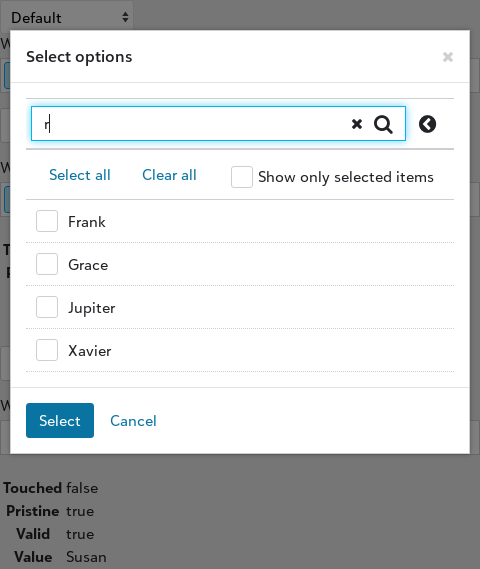 Default
W
Select options
×
r
Select all
Clear all
Show only selected items
Frank
Grace
Jupiter
Xavier
Select
Cancel
W
Touched false
Pristine true
Valid true
Value Susan